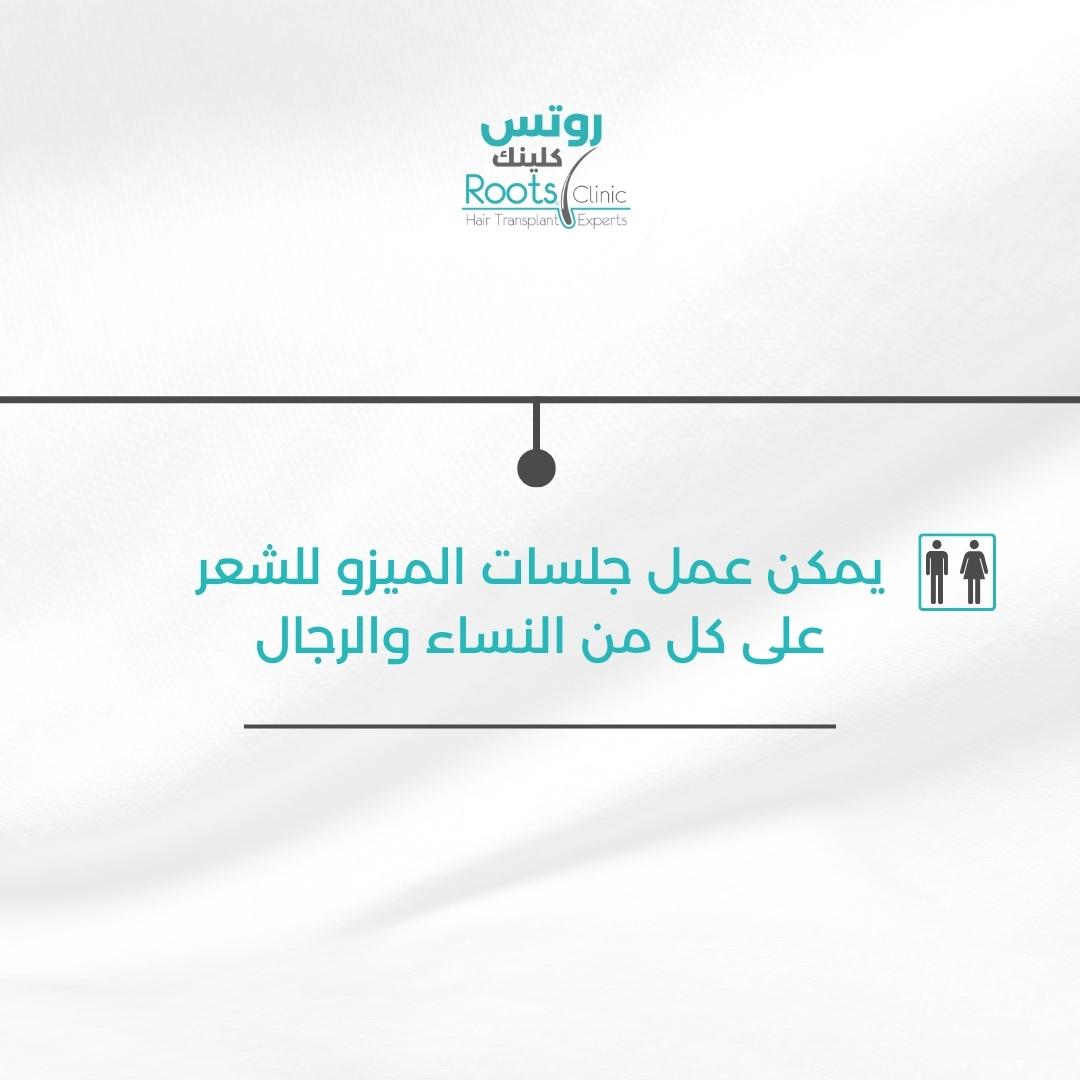 روتس
كلينك
Roots Clinic
Hair Transplant Experts
يمكن عمل جلسات الميزو للشعر
على كل من النساء والرجال